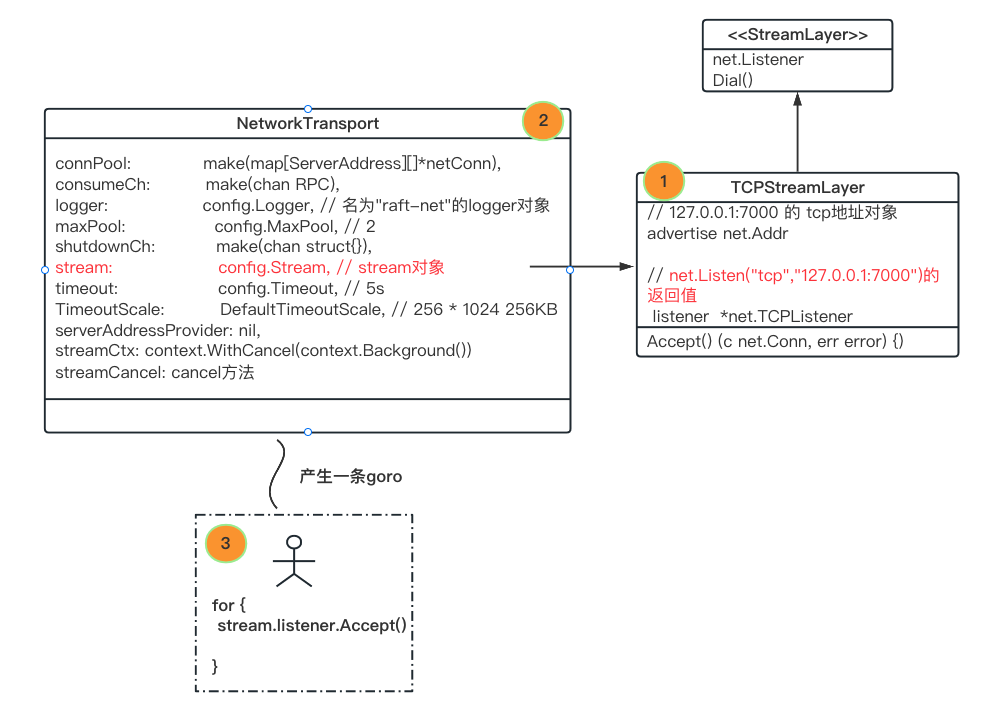 <<StreamLayer>>
net.Listener
Dial()
2
NetworkTransport
connPool: make(map[ServerAddress][]*netConn),
consumeCh: make(chan RPC),
logger: config.Logger, // 名为"raft-net"的logger对象
maxPool: config.MaxPool, // 2
shutdownCh: make(chan struct{}),
stream: config.Stream, // stream对象
timeout: config.Timeout, // 5s
TimeoutScale: DefaultTimeoutScale, // 256 * 1024 256KB
serverAddressProvider: nil,
streamCtx: context.WithCancel(context.Background())
streamCancel: cancel方法
1
TCPStreamLayer
// 127.0.0.1:7000 的 tcp地址对象
advertise net.Addr
// net.Listen("tcp","127.0.0.1:7000")的
返回值
listener *net.TCPListener
Accept() (c net.Conn, err error) {)
产生一条goro
3
for {
stream.listener.Accept()
}